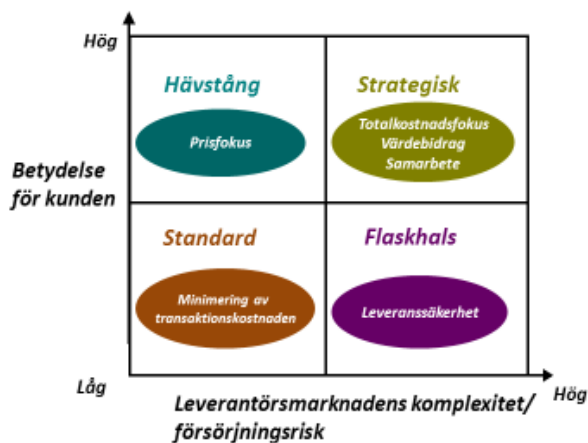 Hög
Hävstång
Strategisk
Prisfokus
Totalkostnadsfokus
Värdebidrag
Samarbete
Betydelse
för kunden
Standard
Flaskhals
Minimering av
transaktionskostnaden
Leveranssäkerhet
Låg
Leverantörsmarknadens komplexitet/
försörjningsrisk
Hög